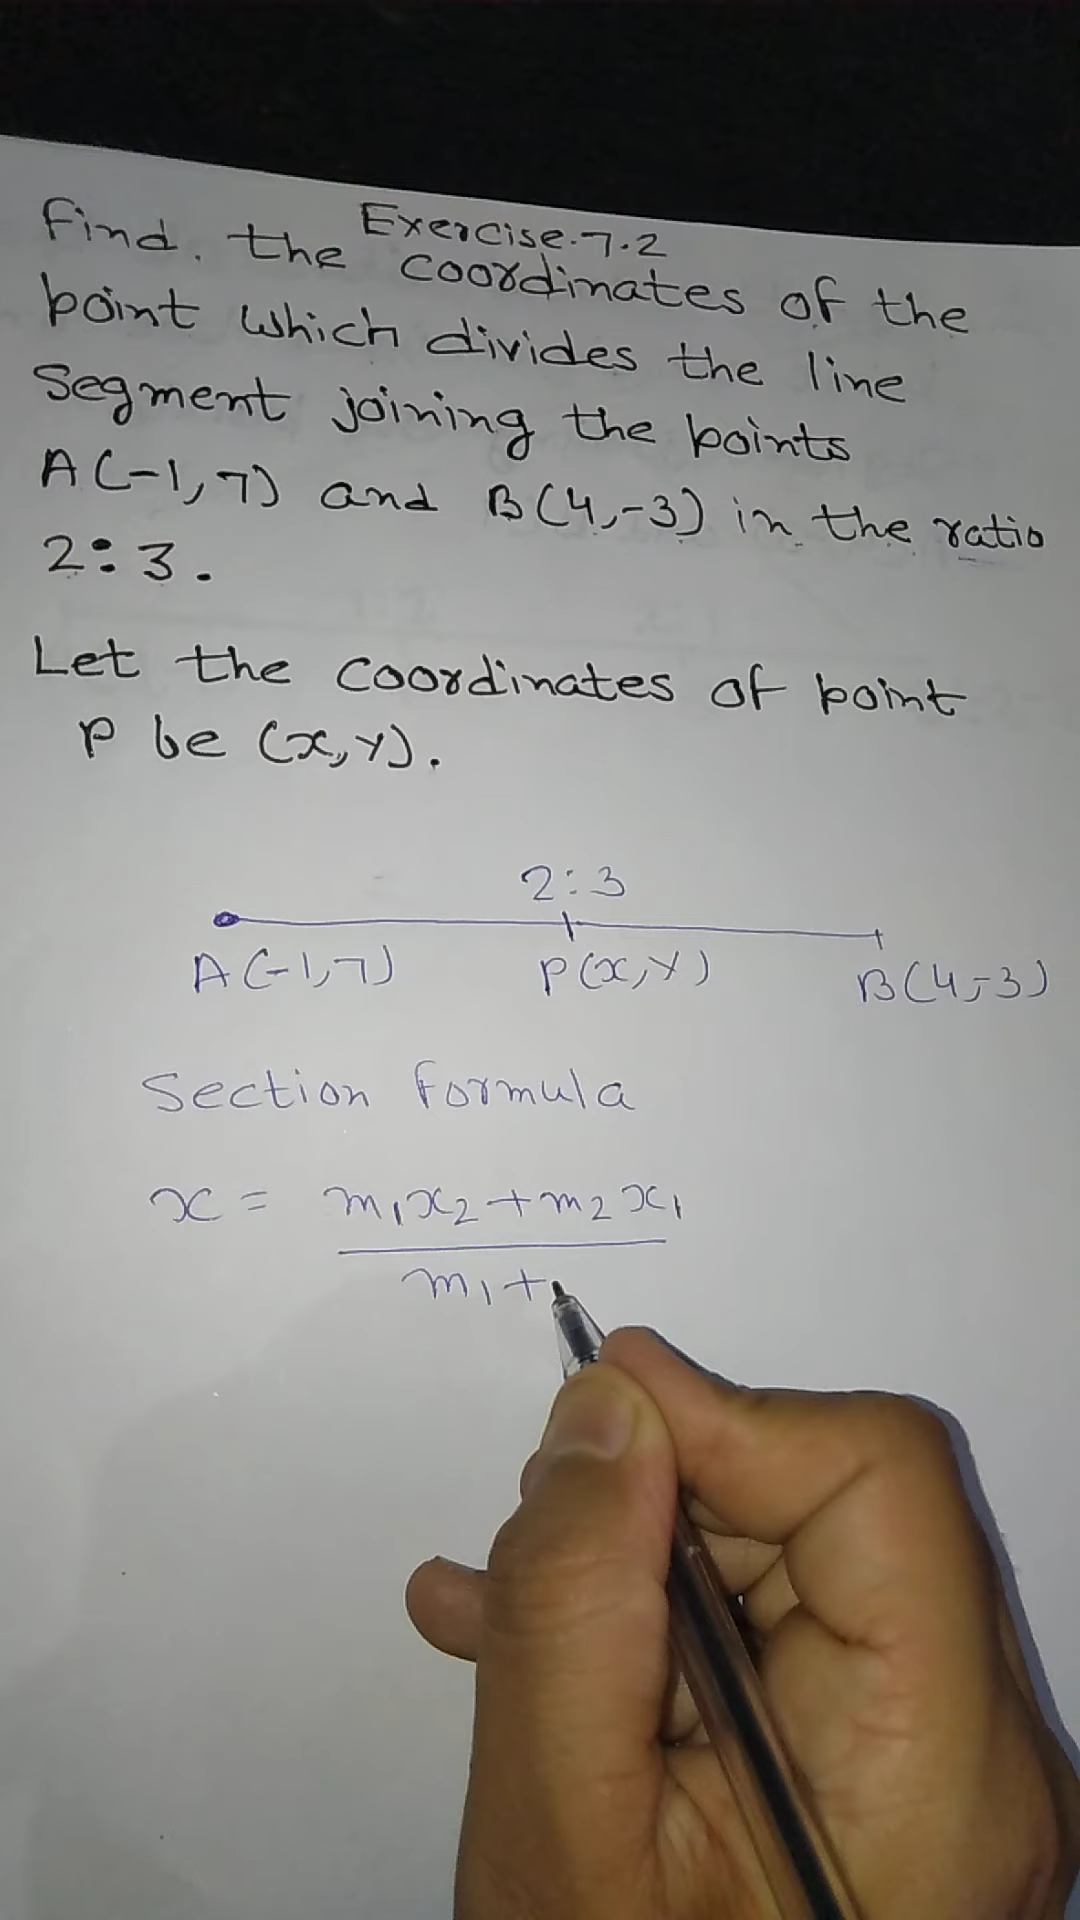 Exercise.7.2
Find. the coordinates of the
point which divides the line
segment joining the points
A(-1,7) and B(4,-3) in the ratio
2:3.
Let the coordinates of point
P be (x,y).
2:3
A(-1,7) P(x,y) B(4,-3)
Section formula
x = m₁x₂+m₂x₁
m₁+